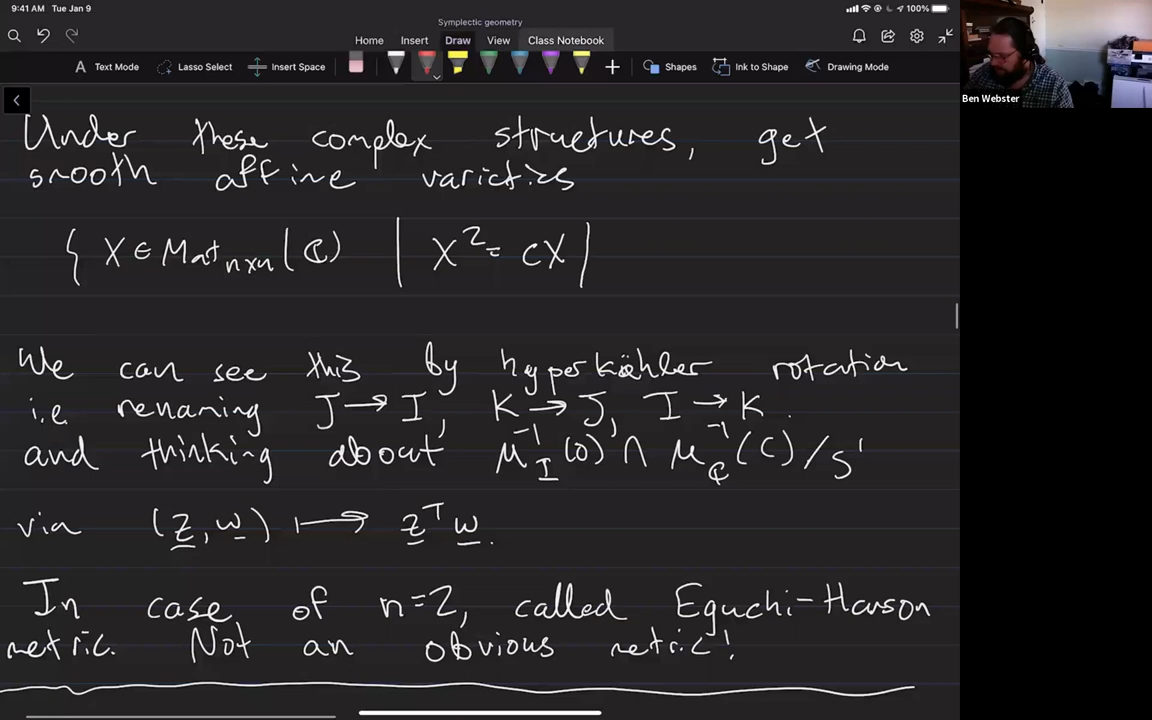 9:41 AM Tue Jan 9
100%
Symplectic geometry
Home Insert Draw View Class Notebook
Text Mode Lasso Select Insert Space Shapes Ink to Shape Drawing Mode
Ben Webster
Under these complex structures, get
smooth affine varieties
{ X ∈ Mat_{n×n}(ℂ) | X² = cX |
We can see this by hyperkähler rotation
i.e. renaming J → I, K → J, I → K.
and thinking about μ_I^{-1}(0) ∩ μ_ℂ^{-1}(C)/S¹
via (z, w) ↦ z^T w.
In case of n=2, called Eguchi-Hanson
metric. Not an obvious metric!